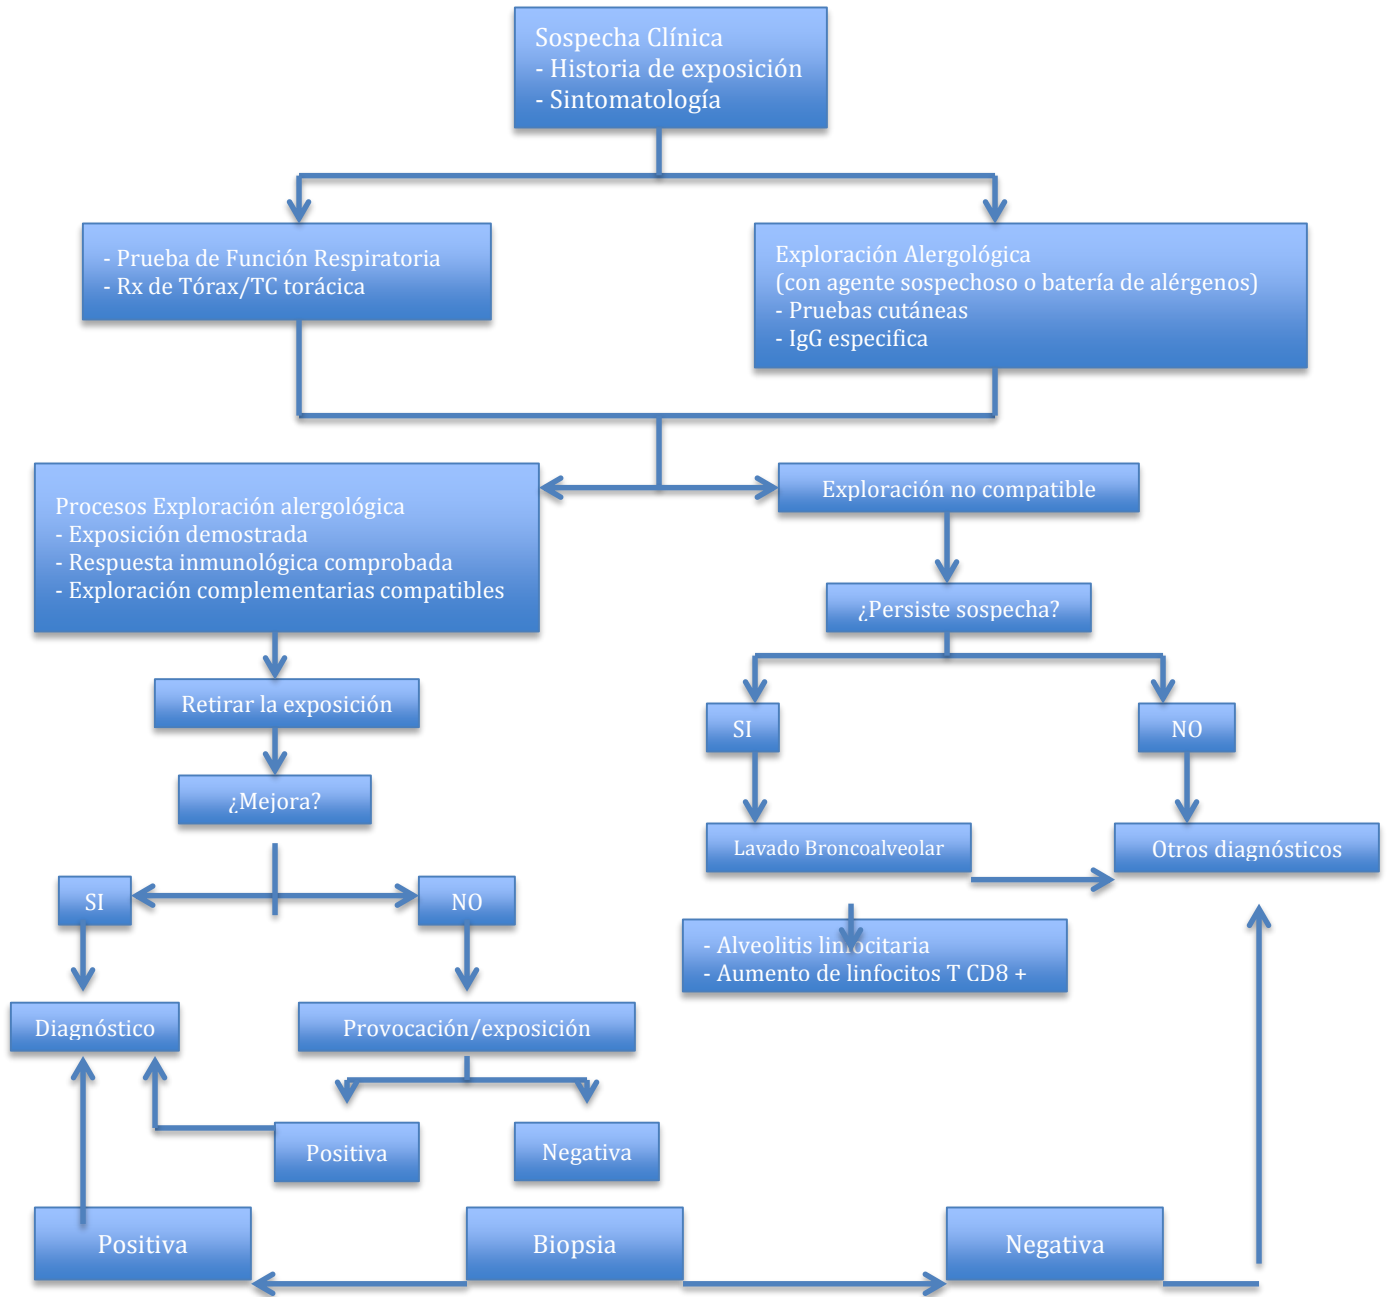 Sospecha Clínica
- Historia de exposición
- Sintomatología
- Prueba de Función Respiratoria
- Rx de Tórax/TC torácica
Exploración Alergológica
(con agente sospechoso o batería de alérgenos)
- Pruebas cutáneas
- IgG especifica
Procesos Exploración alergológica
- Exposición demostrada
- Respuesta inmunológica comprobada
- Exploración complementarias compatibles
Exploración no compatible
¿Persiste sospecha?
Retirar la exposición
SI
NO
¿Mejora?
Lavado Broncoalveolar
Otros diagnósticos
SI
NO
- Alveolitis linfocitaria
- Aumento de linfocitos T CD8 +
Diagnóstico
Provocación/exposición
Positiva
Negativa
Positiva
Biopsia
Negativa